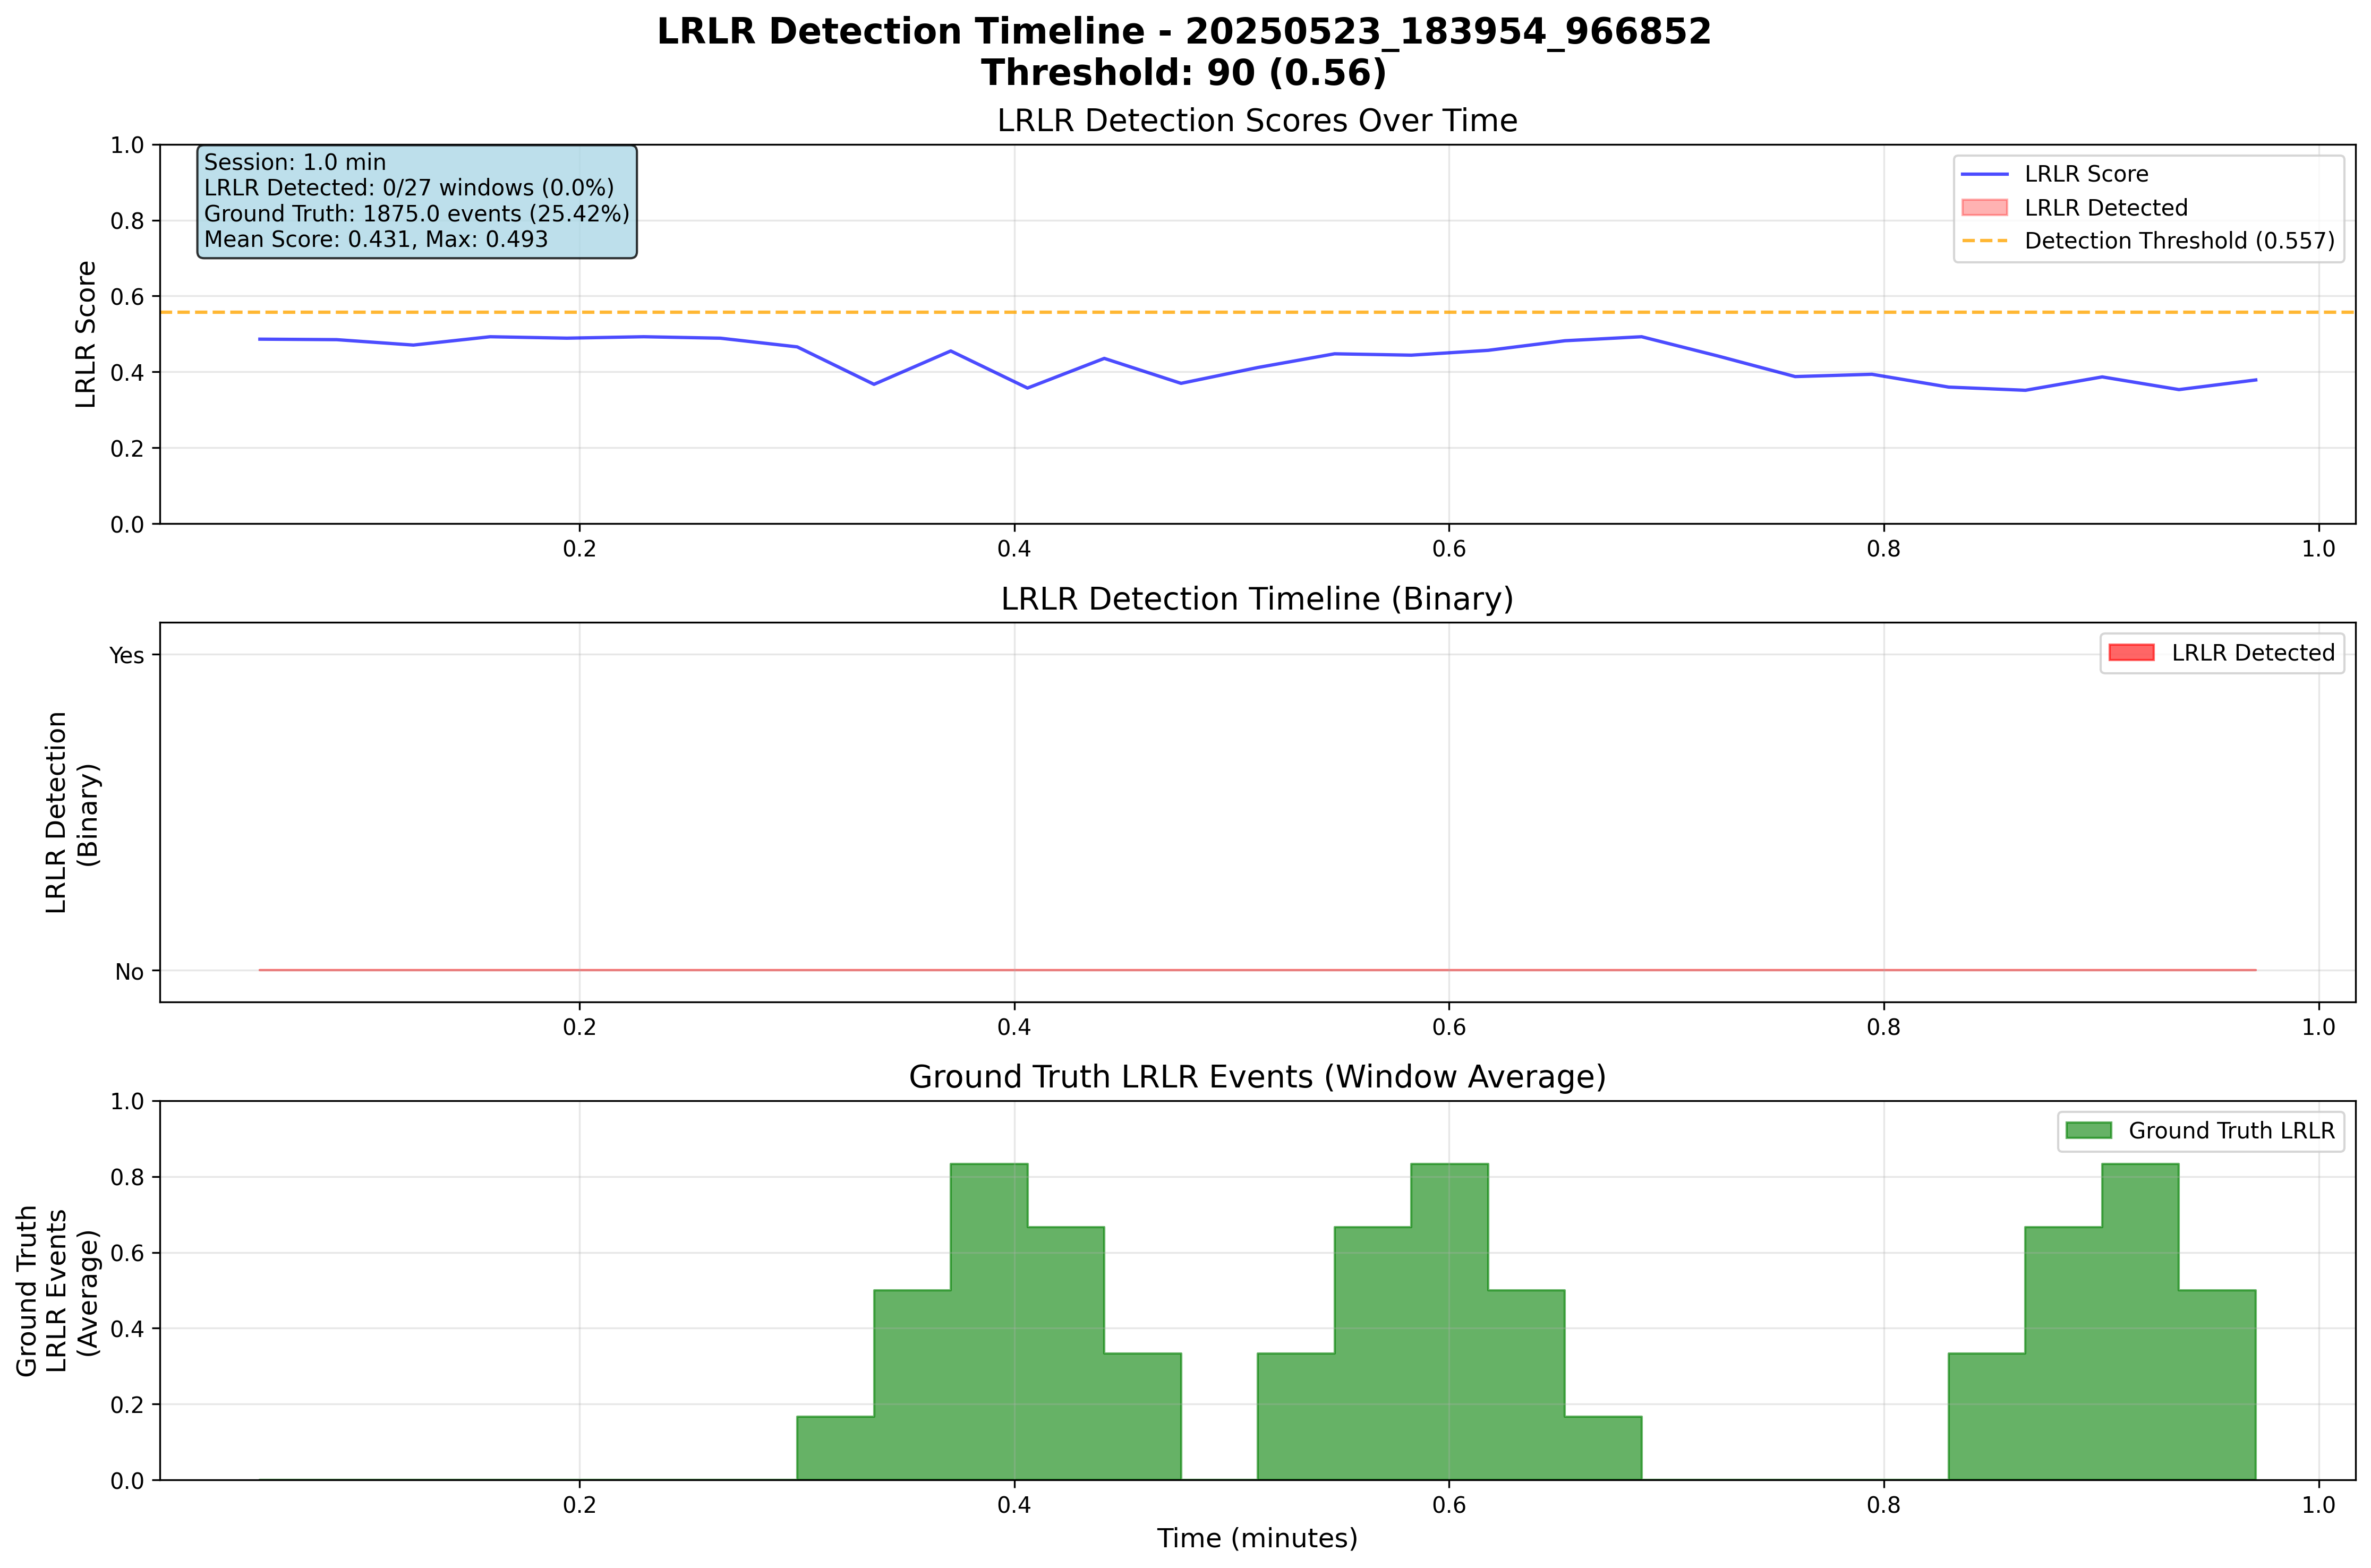 LRLR Detection Timeline - 20250523_183954_966852
Threshold: 90 (0.56)
LRLR Detection Scores Over Time
Session: 1.0 min
LRLR Detected: 0/27 windows (0.0%)
Ground Truth: 1875.0 events (25.42%)
Mean Score: 0.431, Max: 0.493
LRLR Score
LRLR Detected
Detection Threshold (0.557)
LRLR Score
1.0
0.8
0.6
0.4
0.2
0.0
0.2 0.4 0.6 0.8 1.0
LRLR Detection Timeline (Binary)
LRLR Detected
LRLR Detection
(Binary)
Yes
No
0.2 0.4 0.6 0.8 1.0
Ground Truth LRLR Events (Window Average)
Ground Truth LRLR
Ground Truth
LRLR Events
(Average)
1.0
0.8
0.6
0.4
0.2
0.0
0.2 0.4 0.6 0.8 1.0
Time (minutes)